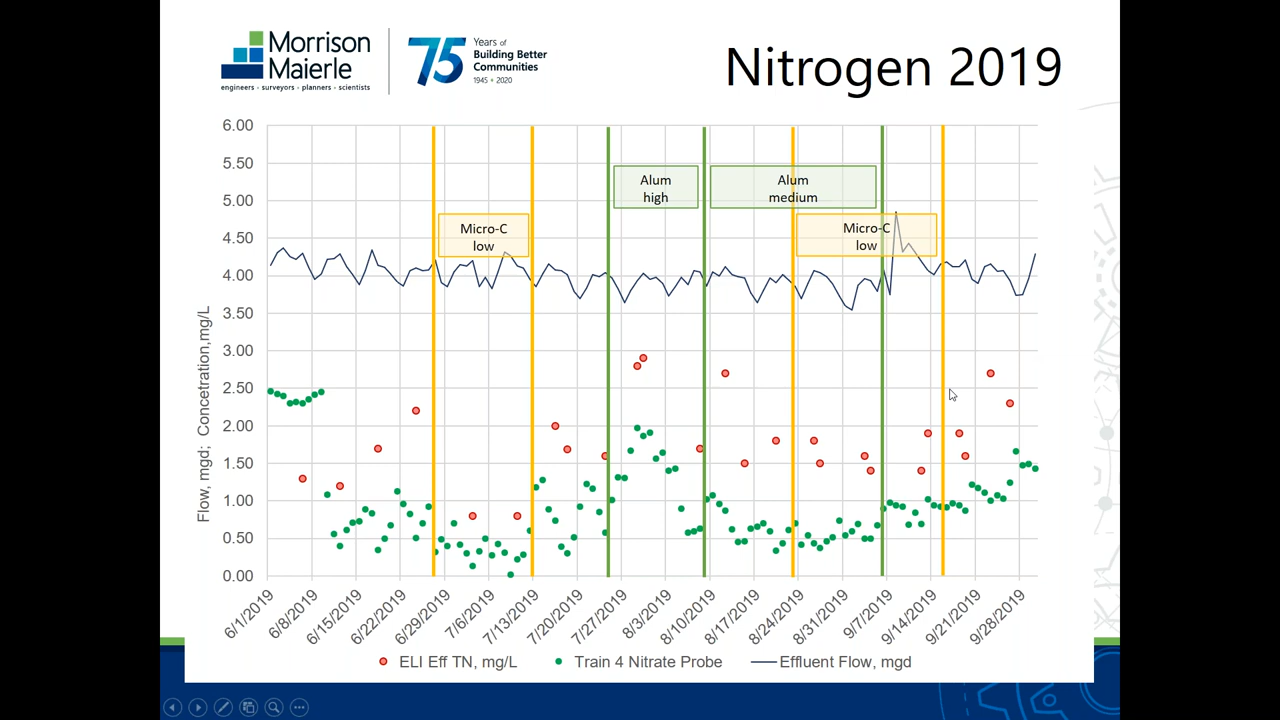 Morrison
Maierle
engineers · surveyors · planners · scientists
75
Years of
Building Better
Communities
1945 • 2020
Nitrogen 2019
6.00
5.50
5.00
4.50
4.00
3.50
3.00
2.50
2.00
1.50
1.00
0.50
0.00
Flow, mgd;  Concetration,mg/L
Alum
high
Alum
medium
Micro-C
low
Micro-C
low
6/1/2019
6/8/2019
6/15/2019
6/22/2019
6/29/2019
7/6/2019
7/13/2019
7/20/2019
7/27/2019
8/3/2019
8/10/2019
8/17/2019
8/24/2019
8/31/2019
9/7/2019
9/14/2019
9/21/2019
9/28/2019
ELI Eff TN, mg/L
Train 4 Nitrate Probe
Effluent Flow, mgd